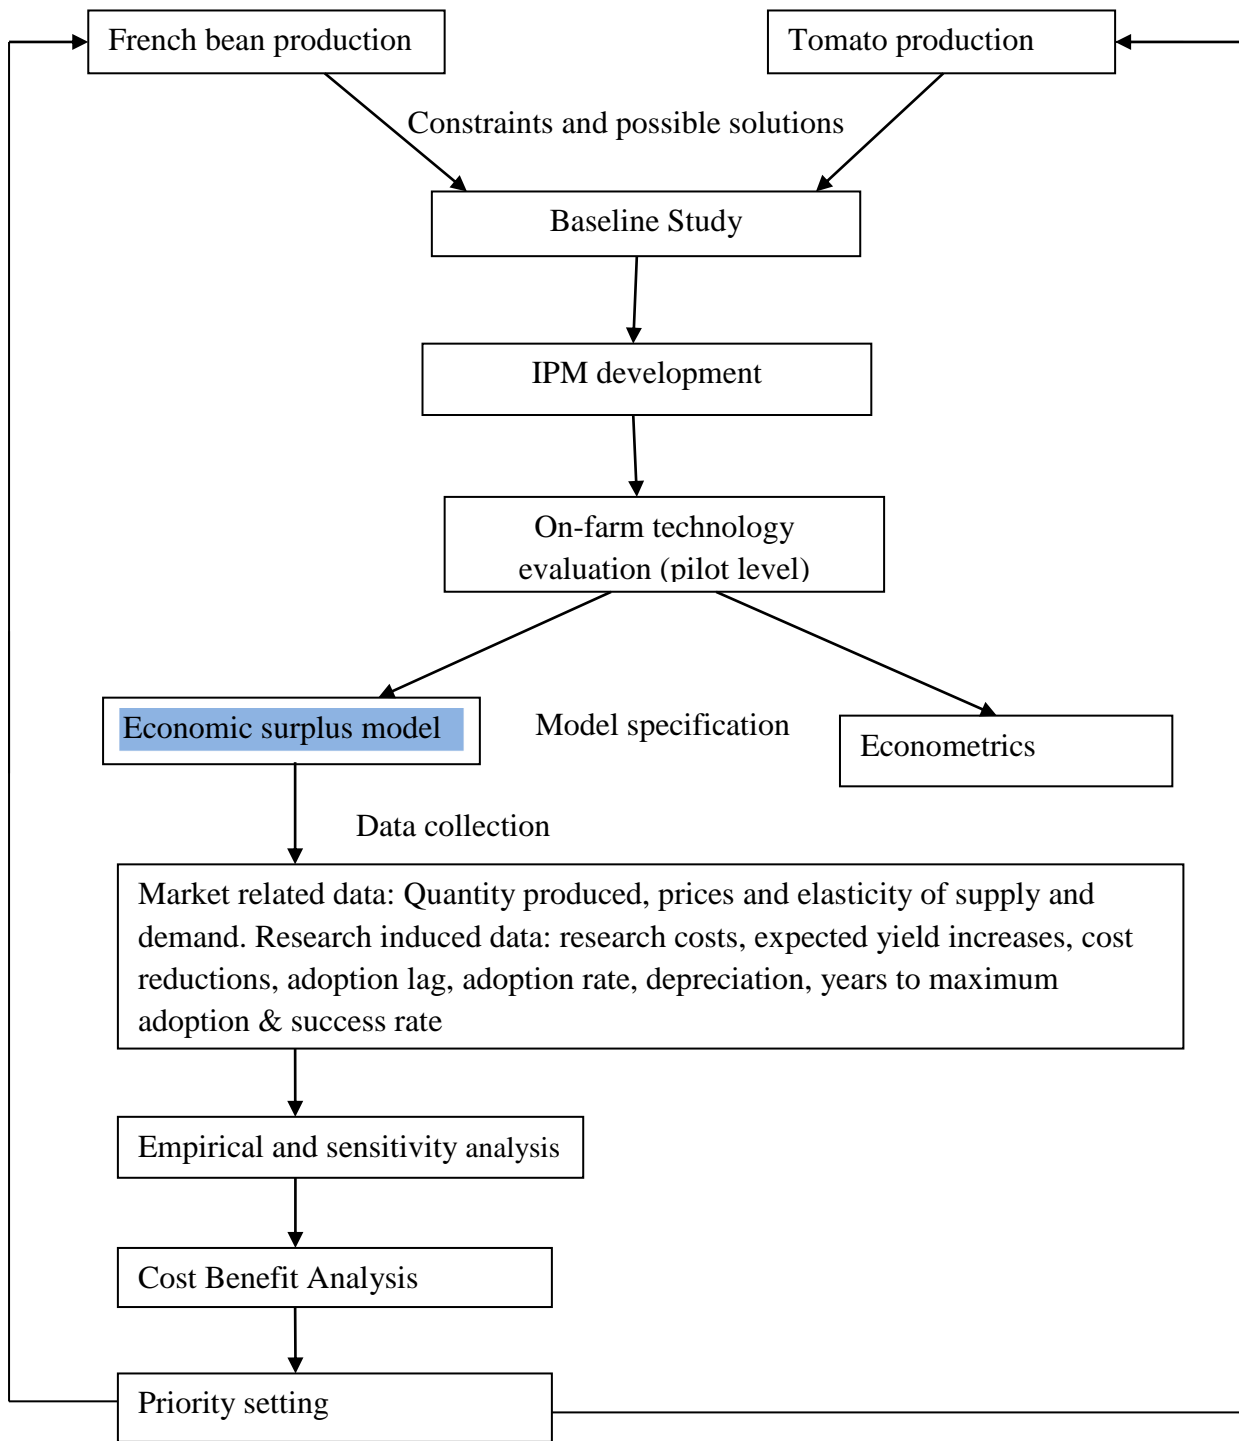 French bean production
Tomato production
Constraints and possible solutions
Baseline Study
IPM development
On-farm technology
evaluation (pilot level)
Economic surplus model
Model specification
Econometrics
Data collection
Market related data: Quantity produced, prices and elasticity of supply and
demand. Research induced data: research costs, expected yield increases, cost
reductions, adoption lag, adoption rate, depreciation, years to maximum
adoption & success rate
Empirical and sensitivity analysis
Cost Benefit Analysis
Priority setting